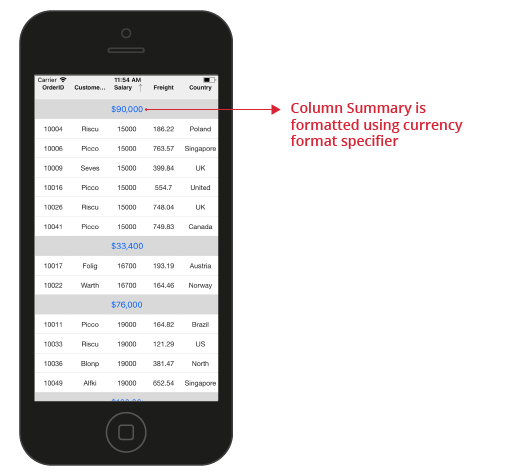 Carrier 11:54 AM
OrderID Custome... Salary ↑ Freight Country
$90,000
10004 Riscu 15000 186.22 Poland
10006 Picco 15000 763.57 Singapore
10009 Seves 15000 399.84 UK
10016 Picco 15000 554.7 United
10026 Riscu 15000 748.04 UK
10041 Picco 15000 749.83 Canada
$33,400
10017 Folig 16700 193.19 Austria
10022 Warth 16700 164.46 Norway
$76,000
10011 Picco 19000 164.82 Brazil
10033 Riscu 19000 121.29 US
10036 Blonp 19000 381.47 North
10049 Alfki 19000 652.54 Singapore
Column Summary is
formatted using currency
format specifier